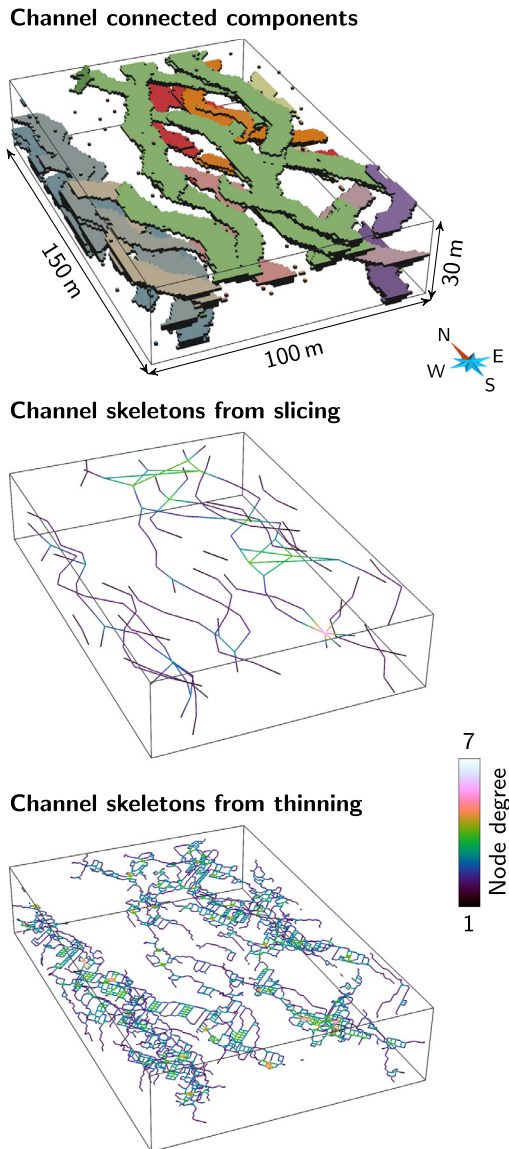 Channel connected components
150 m
100 m
30 m
N
E
W
S
Channel skeletons from slicing
7
Node degree
1
Channel skeletons from thinning